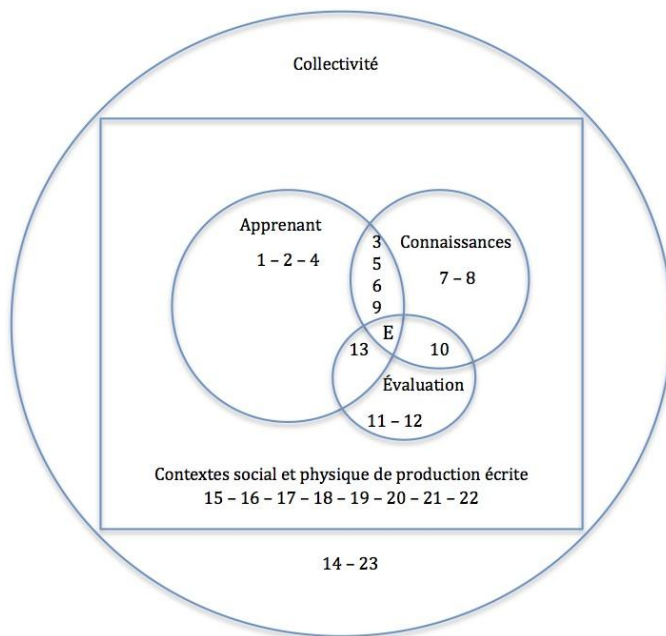 Collectivité
Apprenant
1 – 2 – 4
3
5
6
9
Connaissances
7 – 8
E
13
10
Évaluation
11 – 12
Contextes social et physique de production écrite
15 – 16 – 17 – 18 – 19 – 20 – 21 – 22
14 – 23